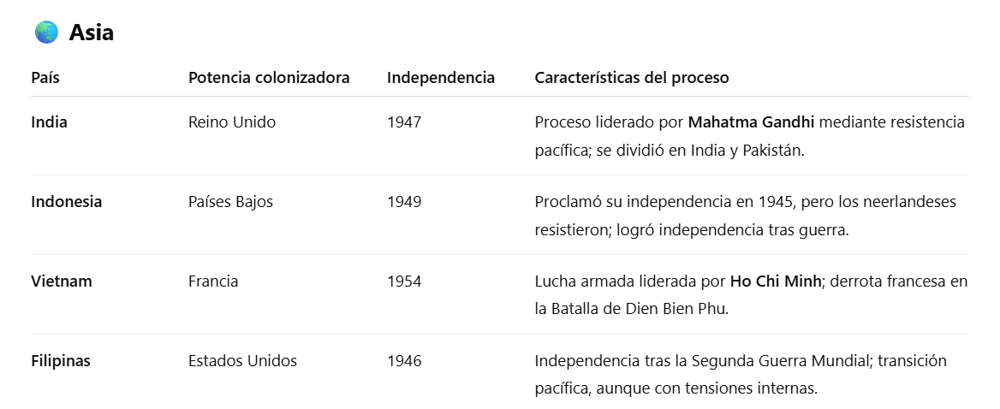 Asia
País Potencia colonizadora Independencia Características del proceso
India Reino Unido 1947 Proceso liderado por Mahatma Gandhi mediante resistencia
pacífica; se dividió en India y Pakistán.
Indonesia Países Bajos 1949 Proclamó su independencia en 1945, pero los neerlandeses
resistieron; logró independencia tras guerra.
Vietnam Francia 1954 Lucha armada liderada por Ho Chi Minh; derrota francesa en
la Batalla de Dien Bien Phu.
Filipinas Estados Unidos 1946 Independencia tras la Segunda Guerra Mundial; transición
pacífica, aunque con tensiones internas.